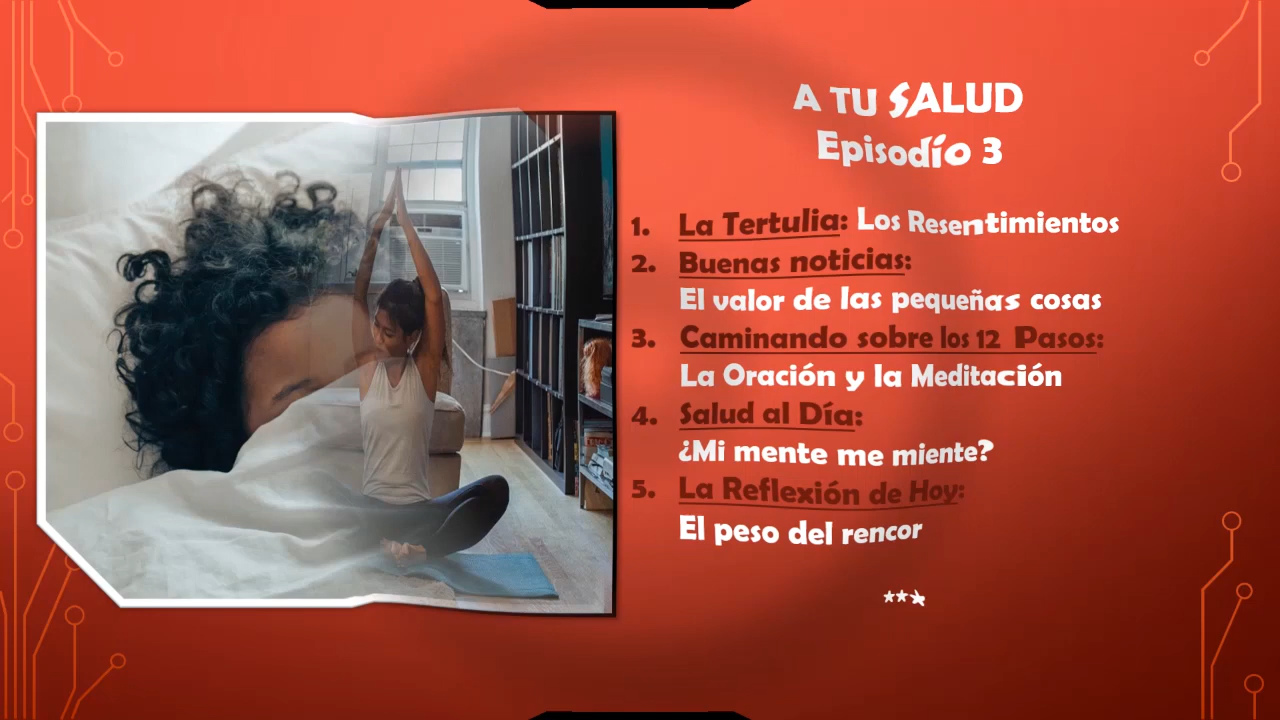 A TU SALUD
Episodío 3
1. La Tertulia: Los Resentimientos
2. Buenas noticias:
El valor de las pequeñas cosas
3. Caminando sobre los 12 Pasos:
La Oración y la Meditación
4. Salud al Día:
¿Mi mente me miente?
5. La Reflexión de Hoy:
El peso del rencor
***